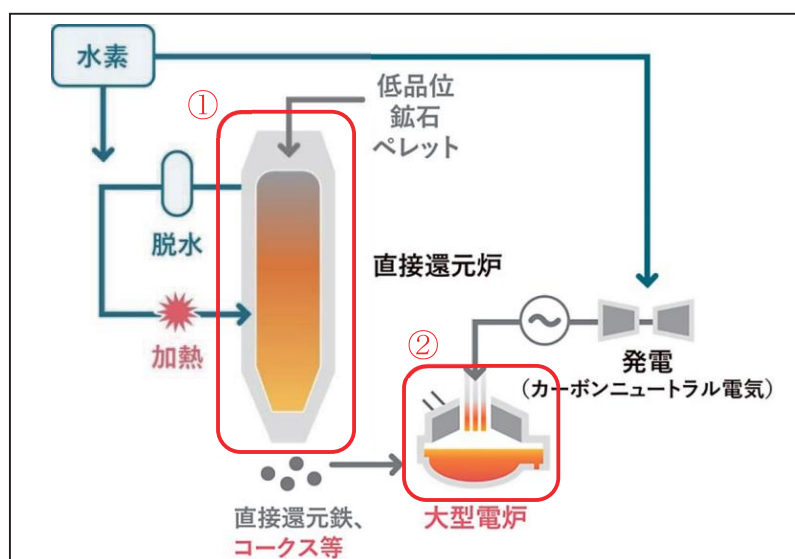 水素
①
低品位
鉱石
ペレット
脱水
直接還元炉
加熱
②
発電
(カーボンニュートラル電気)
直接還元鉄、
コークス等
大型電炉